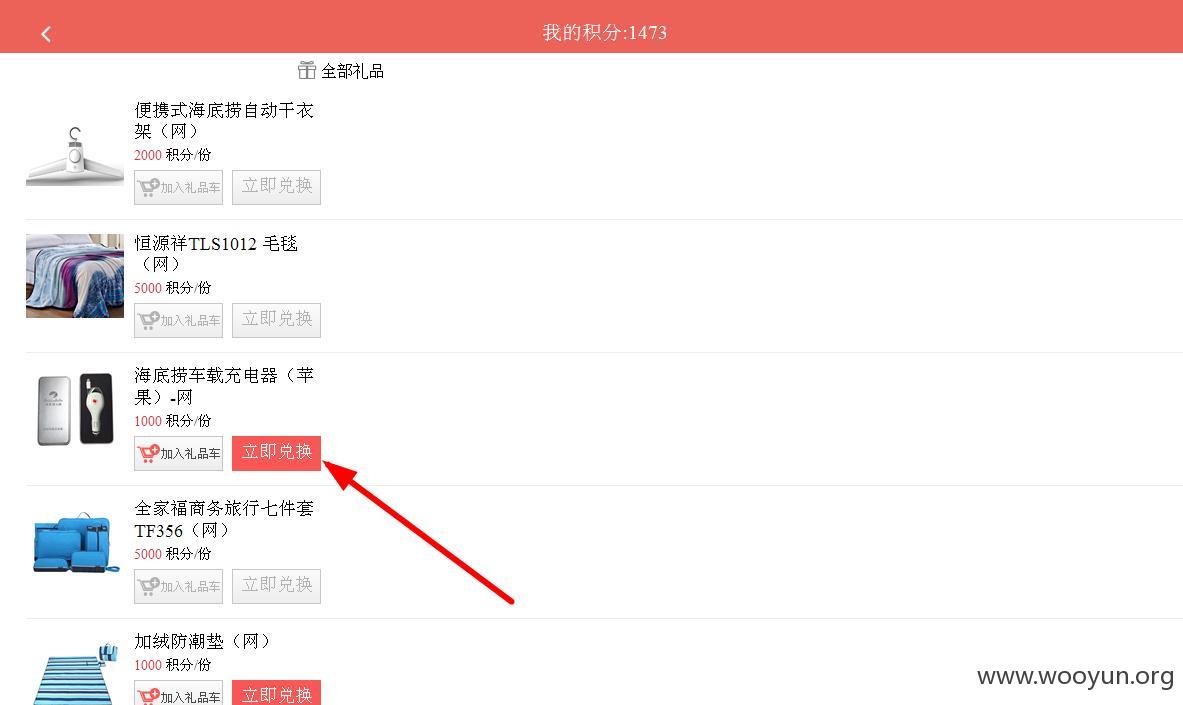 我的积分:1473
全部礼品
便携式海底捞自动干衣
架（网）
2000 积分/份
加入礼品车 立即兑换
恒源祥TLS1012 毛毯
（网）
5000 积分/份
加入礼品车 立即兑换
海底捞车载充电器（苹
果）-网
1000 积分/份
加入礼品车 立即兑换
全家福商务旅行七件套
TF356（网）
5000 积分/份
加入礼品车 立即兑换
加绒防潮垫（网）
1000 积分/份
加入礼品车 立即兑换
www.wooyun.org